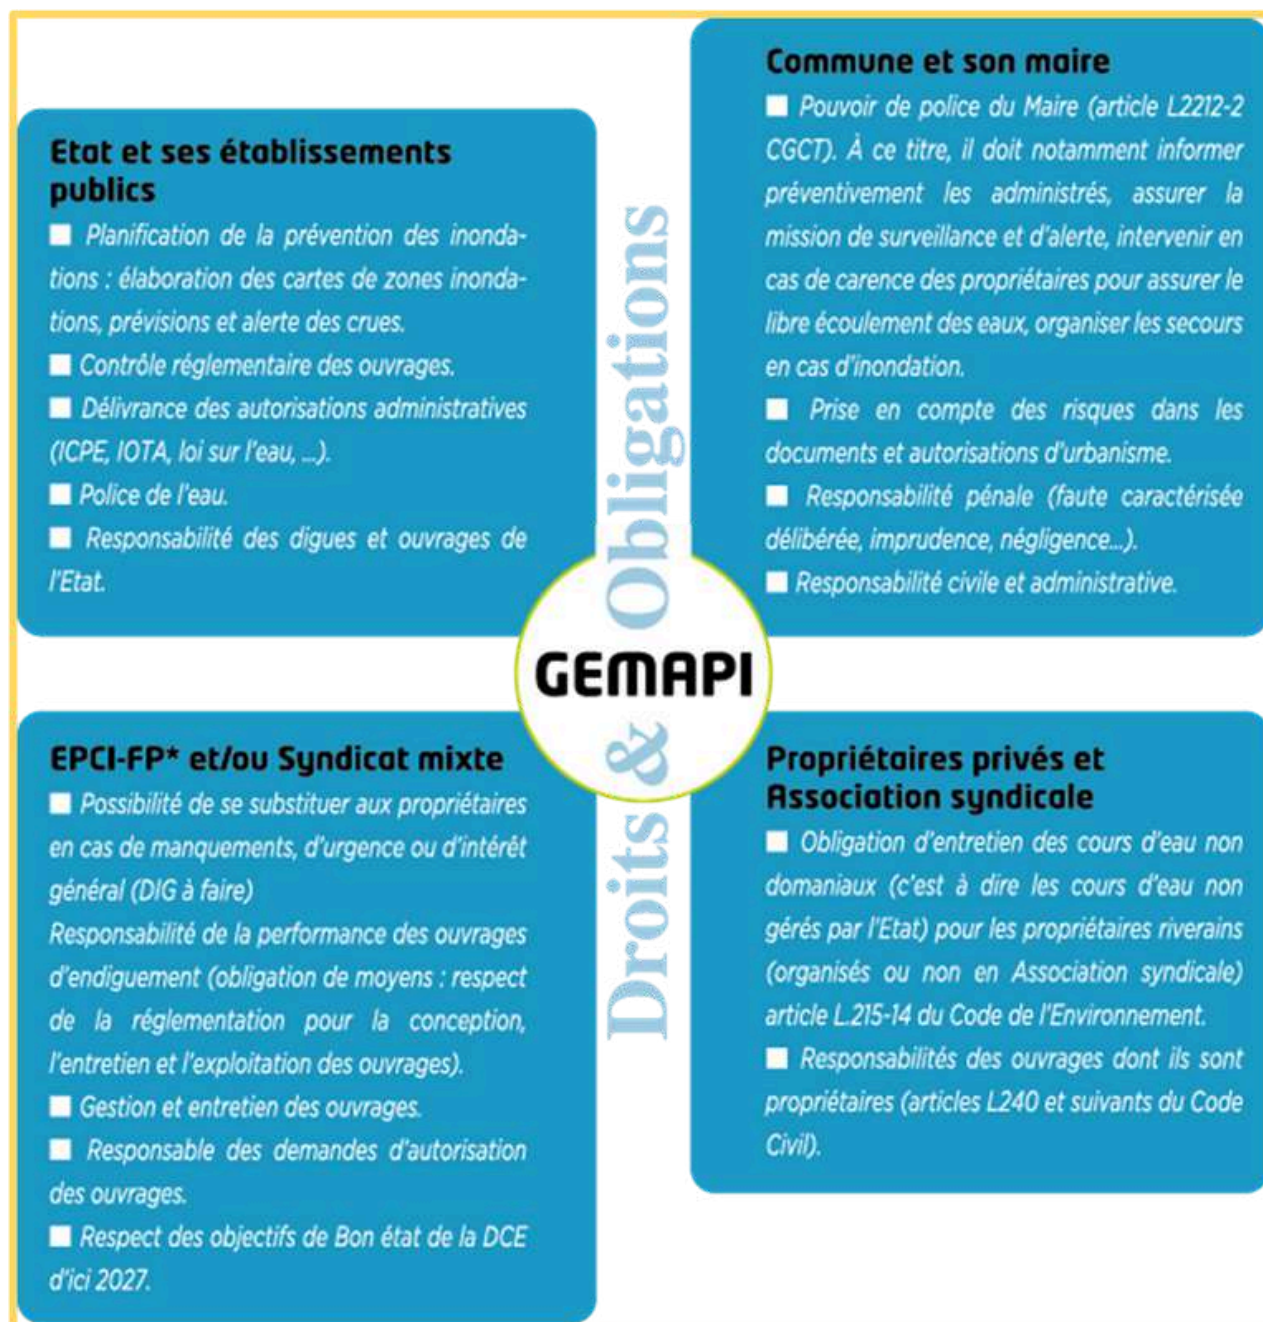 Etat et ses établissements
publics
■ Planification de la prévention des inonda-
tions : élaboration des cartes de zones inonda-
tions, prévisions et alerte des crues.
■ Contrôle réglementaire des ouvrages.
■ Délivrance des autorisations administratives
(ICPE, IOTA, loi sur l'eau, ...).
■ Police de l'eau.
■ Responsabilité des digues et ouvrages de
l'Etat.
Commune et son maire
■ Pouvoir de police du Maire (article L2212-2
CGCT). À ce titre, il doit notamment informer
préventivement les administrés, assurer la
mission de surveillance et d'alerte, intervenir en
cas de carence des propriétaires pour assurer le
libre écoulement des eaux, organiser les secours
en cas d'inondation.
■ Prise en compte des risques dans les
documents et autorisations d'urbanisme.
■ Responsabilité pénale (faute caractérisée
délibérée, imprudence, négligence...).
■ Responsabilité civile et administrative.
Droits & Obligations
GEMAPI
EPCI-FP* et/ou Syndicat mixte
■ Possibilité de se substituer aux propriétaires
en cas de manquements, d'urgence ou d'intérêt
général (DIG à faire)
Responsabilité de la performance des ouvrages
d'endiguement (obligation de moyens : respect
de la réglementation pour la conception,
l'entretien et l'exploitation des ouvrages).
■ Gestion et entretien des ouvrages.
■ Responsable des demandes d'autorisation
des ouvrages.
■ Respect des objectifs de Bon état de la DCE
d'ici 2027.
Propriétaires privés et
Association syndicale
■ Obligation d'entretien des cours d'eau non
domaniaux (c'est à dire les cours d'eau non
gérés par l'Etat) pour les propriétaires riverains
(organisés ou non en Association syndicale)
article L.215-14 du Code de l'Environnement.
■ Responsabilités des ouvrages dont ils sont
propriétaires (articles L240 et suivants du Code
Civil).